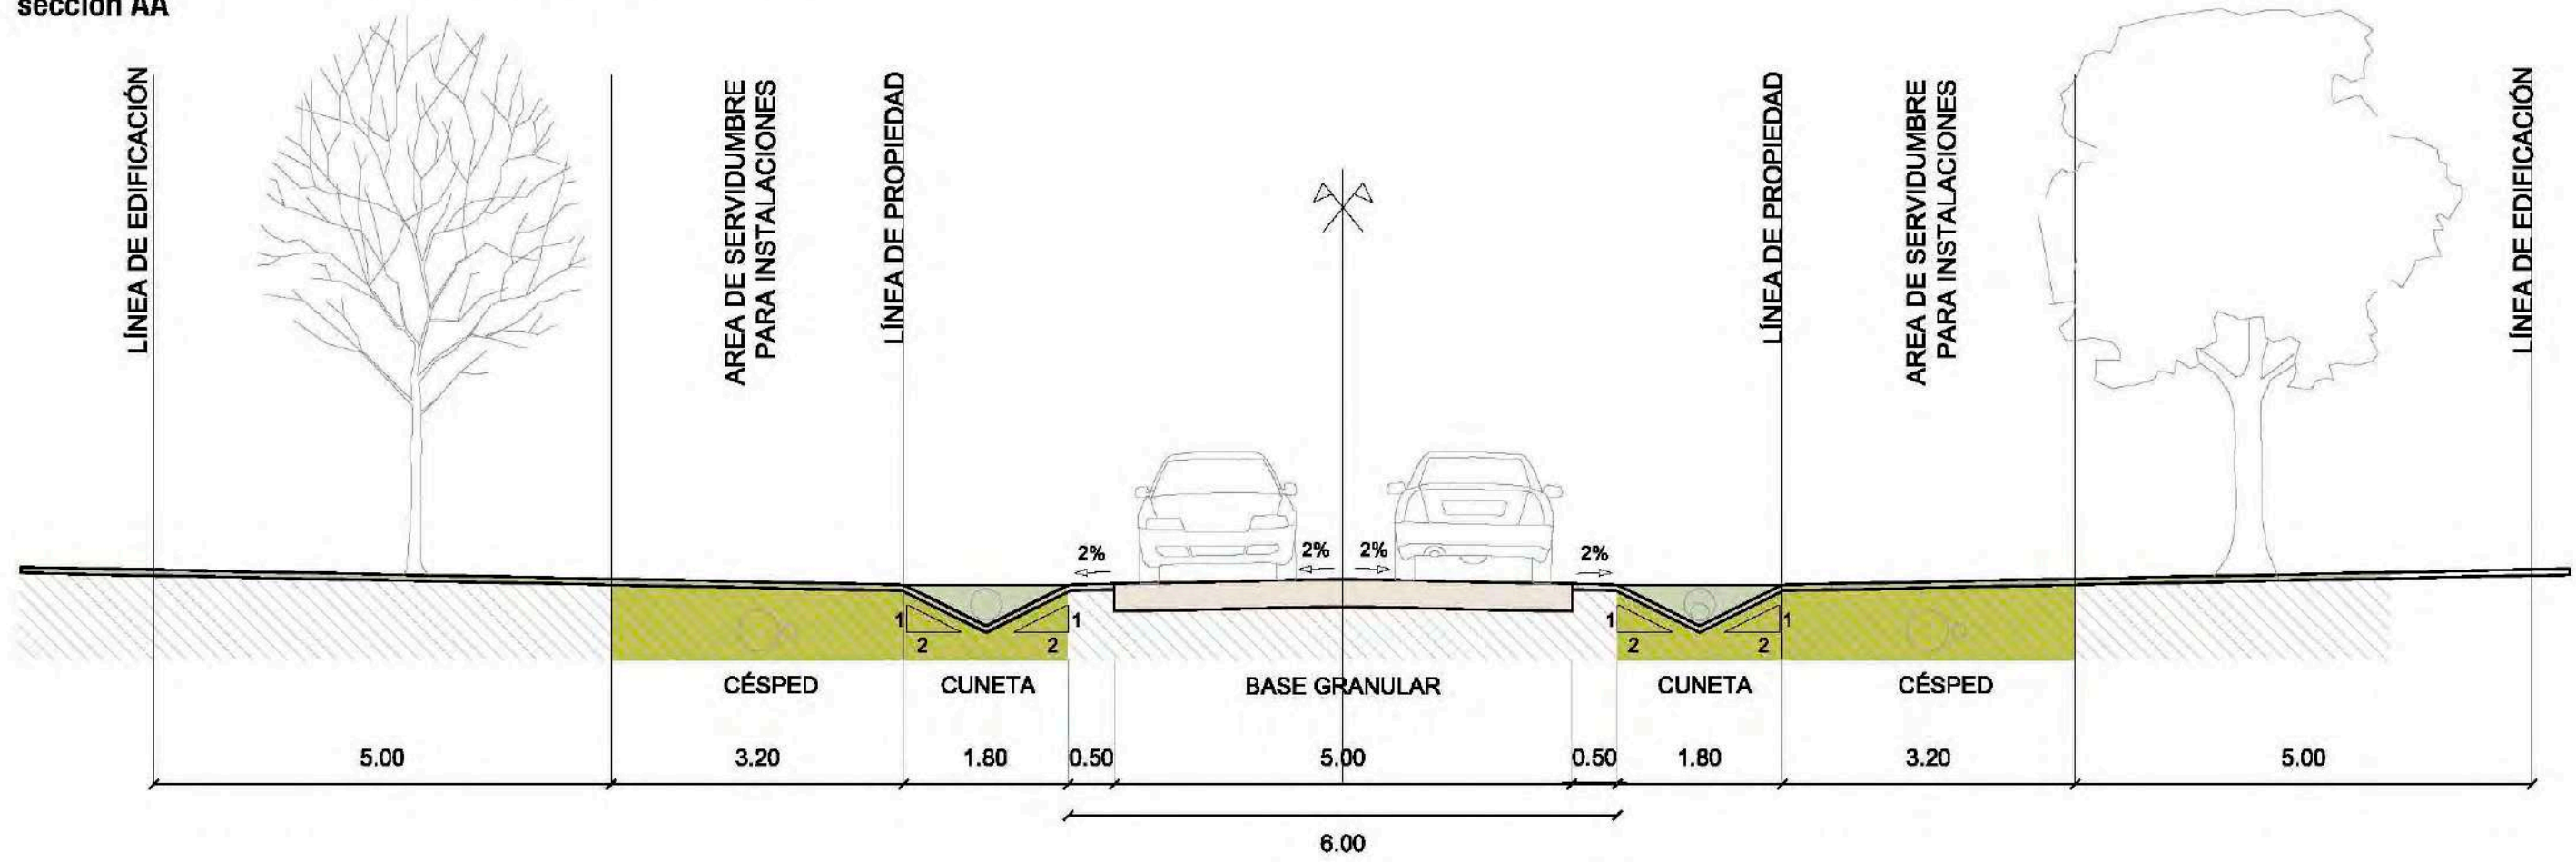 sección AA
LÍNEA DE EDIFICACIÓN
AREA DE SERVIDUMBRE
PARA INSTALACIONES
LÍNEA DE PROPIEDAD
LÍNEA DE PROPIEDAD
AREA DE SERVIDUMBRE
PARA INSTALACIONES
LÍNEA DE EDIFICACIÓN
2% 2% 2% 2%
1 2 2 1 1 2 2 1
CÉSPED CUNETA BASE GRANULAR CUNETA CÉSPED
5.00 3.20 1.80 0.50 5.00 0.50 1.80 3.20 5.00
6.00